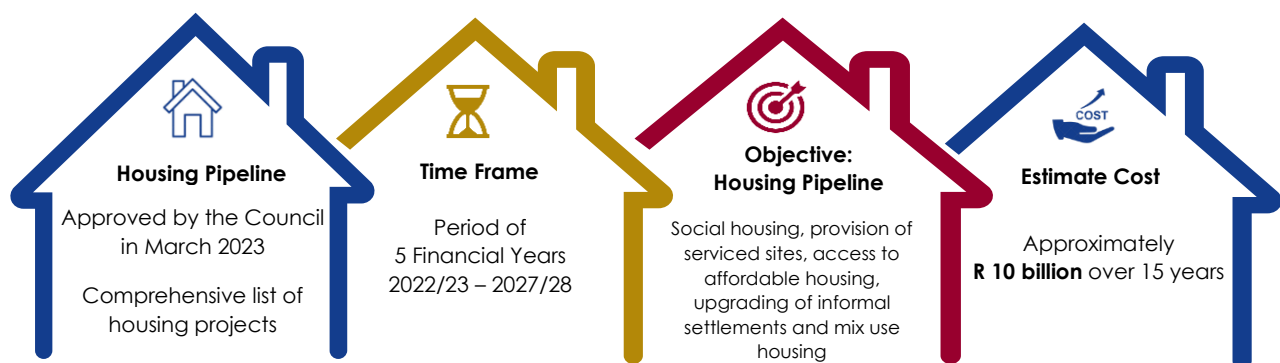 Housing Pipeline
Approved by the Council
in March 2023
Comprehensive list of
housing projects
Time Frame
Period of
5 Financial Years
2022/23 – 2027/28
Objective:
Housing Pipeline
Social housing, provision of
serviced sites, access to
affordable housing,
upgrading of informal
settlements and mix use
housing
COST
Estimate Cost
Approximately
R 10 billion over 15 years